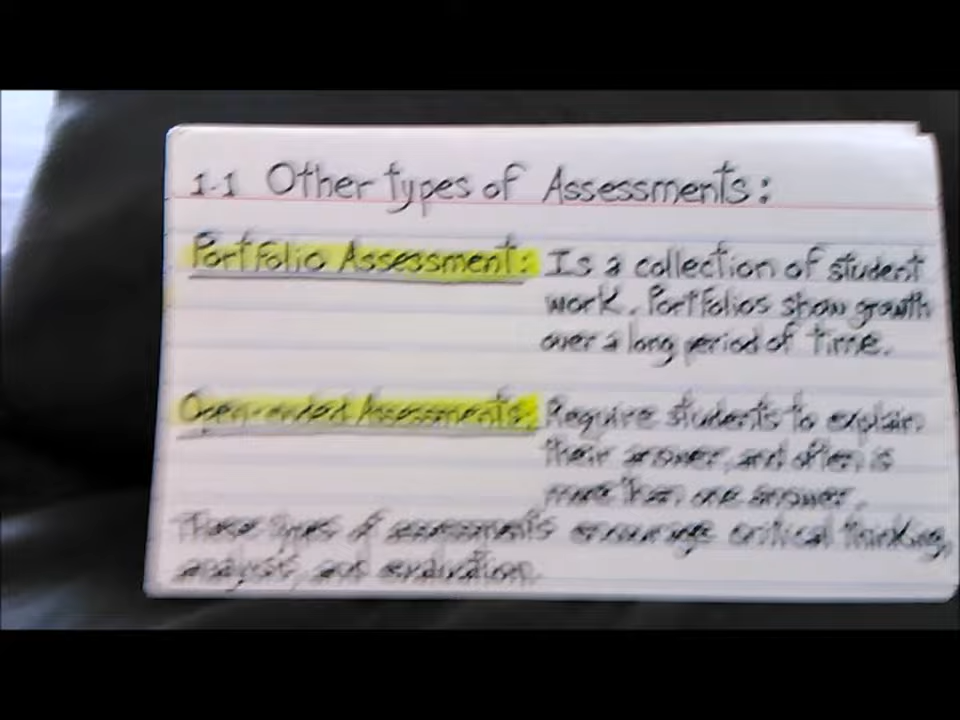 1-1 Other types of Assessments:
Portfolio Assessment: Is a collection of student
work. Portfolios show growth
over a long period of time.
Open-ended Assessments: Require students to explain
their answer, and often is
more than one answer.
These types of assessments encourage critical thinking,
analysis, and evaluation.